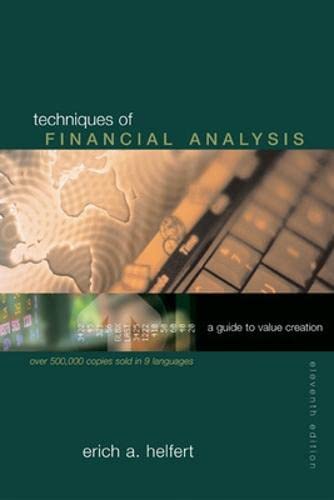 techniques of
FINANCIAL ANALYSIS
a guide to value creation
over 500,000 copies sold in 9 languages
eleventh edition
erich a. helfert